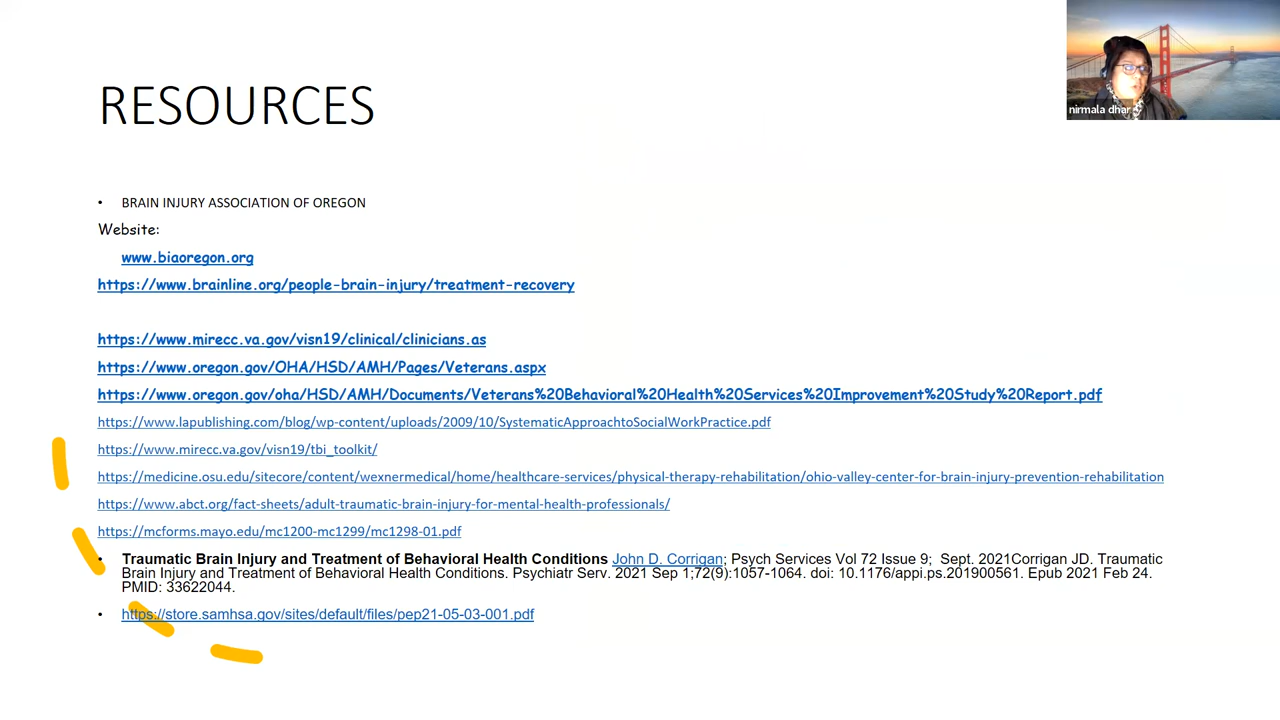 nirmala dhar
RESOURCES
• BRAIN INJURY ASSOCIATION OF OREGON
Website:
www.biaoregon.org
https://www.brainline.org/people-brain-injury/treatment-recovery
https://www.mirecc.va.gov/visn19/clinical/clinicians.as
https://www.oregon.gov/OHA/HSD/AMH/Pages/Veterans.aspx
https://www.oregon.gov/oha/HSD/AMH/Documents/Veterans%20Behavioral%20Health%20Services%20Improvement%20Study%20Report.pdf
https://www.lapublishing.com/blog/wp-content/uploads/2009/10/SystematicApproachtoSocialWorkPractice.pdf
https://www.mirecc.va.gov/visn19/tbi_toolkit/
https://medicine.osu.edu/sitecore/content/wexnermedical/home/healthcare-services/physical-therapy-rehabilitation/ohio-valley-center-for-brain-injury-prevention-rehabilitation
https://www.abct.org/fact-sheets/adult-traumatic-brain-injury-for-mental-health-professionals/
https://mcforms.mayo.edu/mc1200-mc1299/mc1298-01.pdf
• Traumatic Brain Injury and Treatment of Behavioral Health Conditions John D. Corrigan; Psych Services Vol 72 Issue 9; Sept. 2021Corrigan JD. Traumatic
Brain Injury and Treatment of Behavioral Health Conditions. Psychiatr Serv. 2021 Sep 1;72(9):1057-1064. doi: 10.1176/appi.ps.201900561. Epub 2021 Feb 24.
PMID: 33622044.
• https://store.samhsa.gov/sites/default/files/pep21-05-03-001.pdf